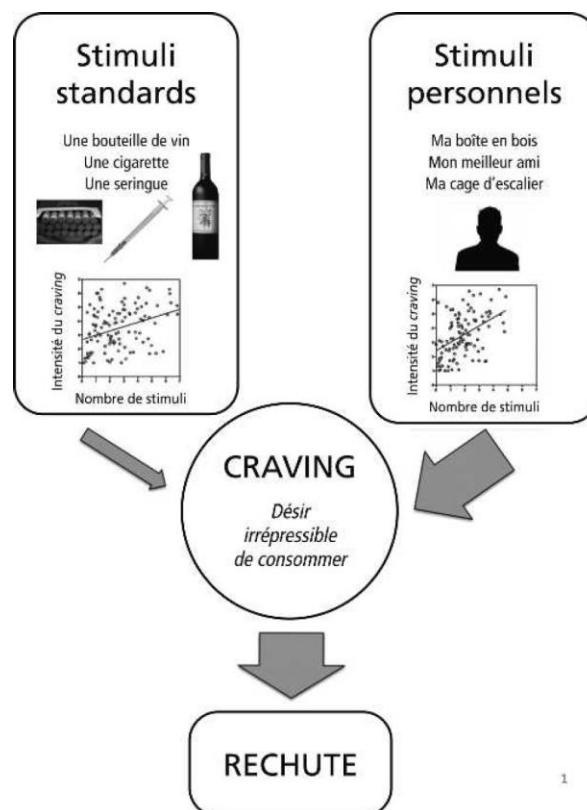 Stimuli
standards
Une bouteille de vin
Une cigarette
Une seringue
Intensité du craving
Nombre de stimuli
Stimuli
personnels
Ma boîte en bois
Mon meilleur ami
Ma cage d'escalier
Intensité du craving
Nombre de stimuli
CRAVING
Désir
irrépressible
de consommer
RECHUTE
1